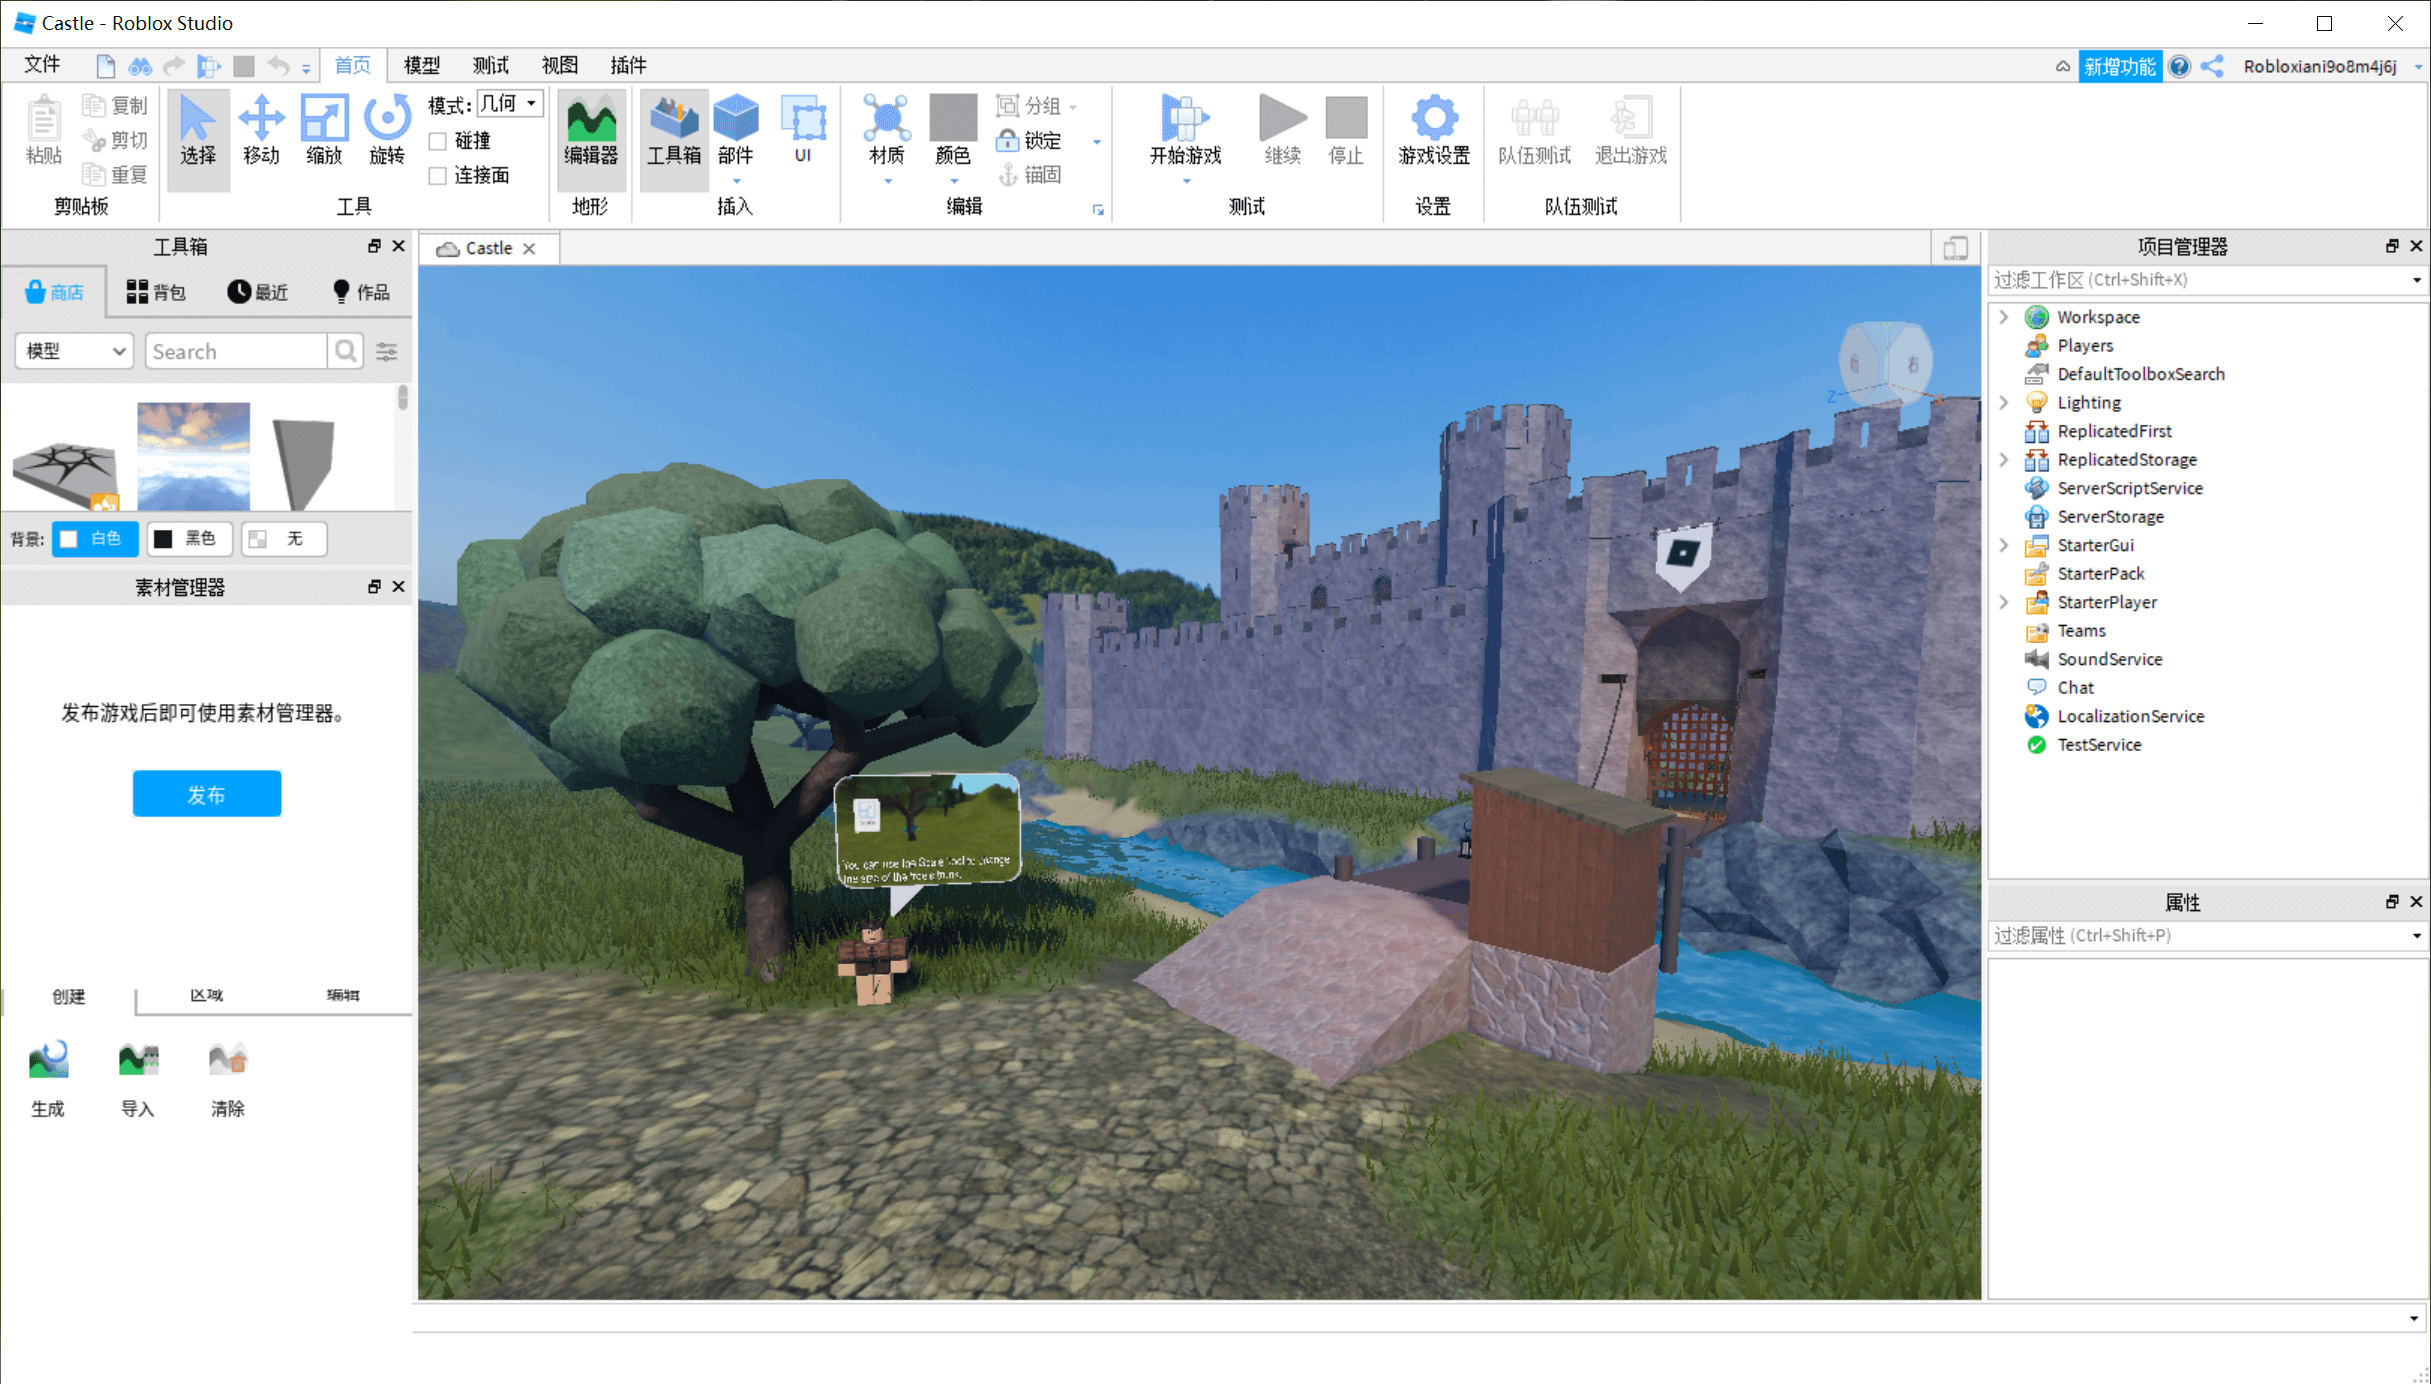 Castle - Roblox Studio
文件
首页
模型
测试
视图
插件
新增功能
Robloxiani9o8m4j6j
粘贴
复制
剪切
重复
剪贴板
选择
移动
缩放
旋转
模式:
几何
碰撞
连接面
工具
编辑器
地形
工具箱
部件
UI
插入
材质
颜色
分组
锁定
锚固
编辑
开始游戏
继续
停止
测试
游戏设置
设置
队伍测试
退出游戏
队伍测试
工具箱
商店
背包
最近
作品
模型
Search
背景:
白色
黑色
无
素材管理器
发布游戏后即可使用素材管理器。
发布
创建
区域
编辑
生成
导入
清除
Castle
You can use the Scale Tool to change
the size of the tree's trunk.
项目管理器
过滤工作区 (Ctrl+Shift+X)
Workspace
Players
DefaultToolboxSearch
Lighting
ReplicatedFirst
ReplicatedStorage
ServerScriptService
ServerStorage
StarterGui
StarterPack
StarterPlayer
Teams
SoundService
Chat
LocalizationService
TestService
属性
过滤属性 (Ctrl+Shift+P)